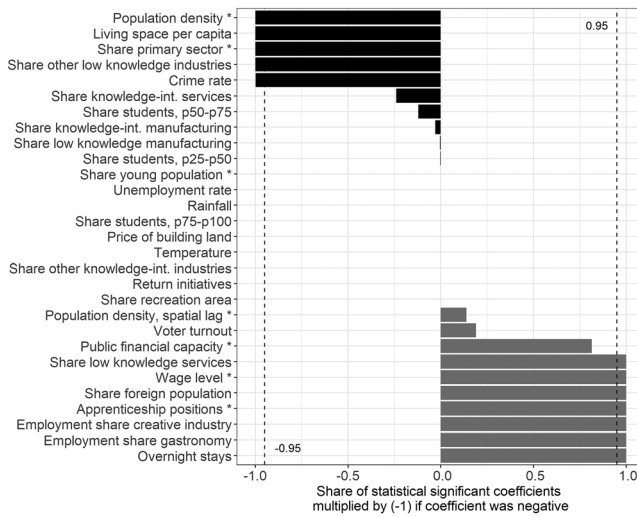 Population density *
Living space per capita
Share primary sector *
Share other low knowledge industries
Crime rate
Share knowledge-int. services
Share students, p50-p75
Share knowledge-int. manufacturing
Share low knowledge manufacturing
Share students, p25-p50
Share young population *
Unemployment rate
Rainfall
Share students, p75-p100
Price of building land
Temperature
Share other knowledge-int. industries
Return initiatives
Share recreation area
Population density, spatial lag *
Voter turnout
Public financial capacity *
Share low knowledge services
Wage level *
Share foreign population
Apprenticeship positions *
Employment share creative industry
Employment share gastronomy
Overnight stays
0.95
-0.95
-1.0 -0.5 0.0 0.5 1.0
Share of statistical significant coefficients
multiplied by (-1) if coefficient was negative